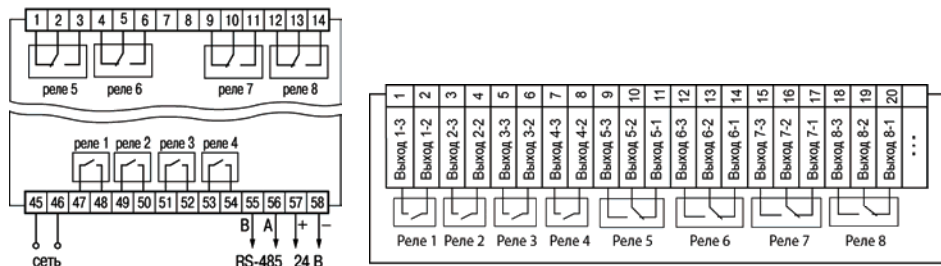 1 2 3 4 5 6 7 8 9 10 11 12 13 14
реле 5 реле 6 реле 7 реле 8
реле 1 реле 2 реле 3 реле 4
45 46 47 48 49 50 51 52 53 54 55 56 57 58
B A + −
сеть RS-485 24 В
1 2 3 4 5 6 7 8 9 10 11 12 13 14 15 16 17 18 19 20
Выход 1-3
Выход 1-2
Выход 2-3
Выход 2-2
Выход 3-3
Выход 3-2
Выход 4-3
Выход 4-2
Выход 5-3
Выход 5-2
Выход 5-1
Выход 6-3
Выход 6-2
Выход 6-1
Выход 7-3
Выход 7-2
Выход 7-1
Выход 8-3
Выход 8-2
Выход 8-1
...
Реле 1 Реле 2 Реле 3 Реле 4 Реле 5 Реле 6 Реле 7 Реле 8